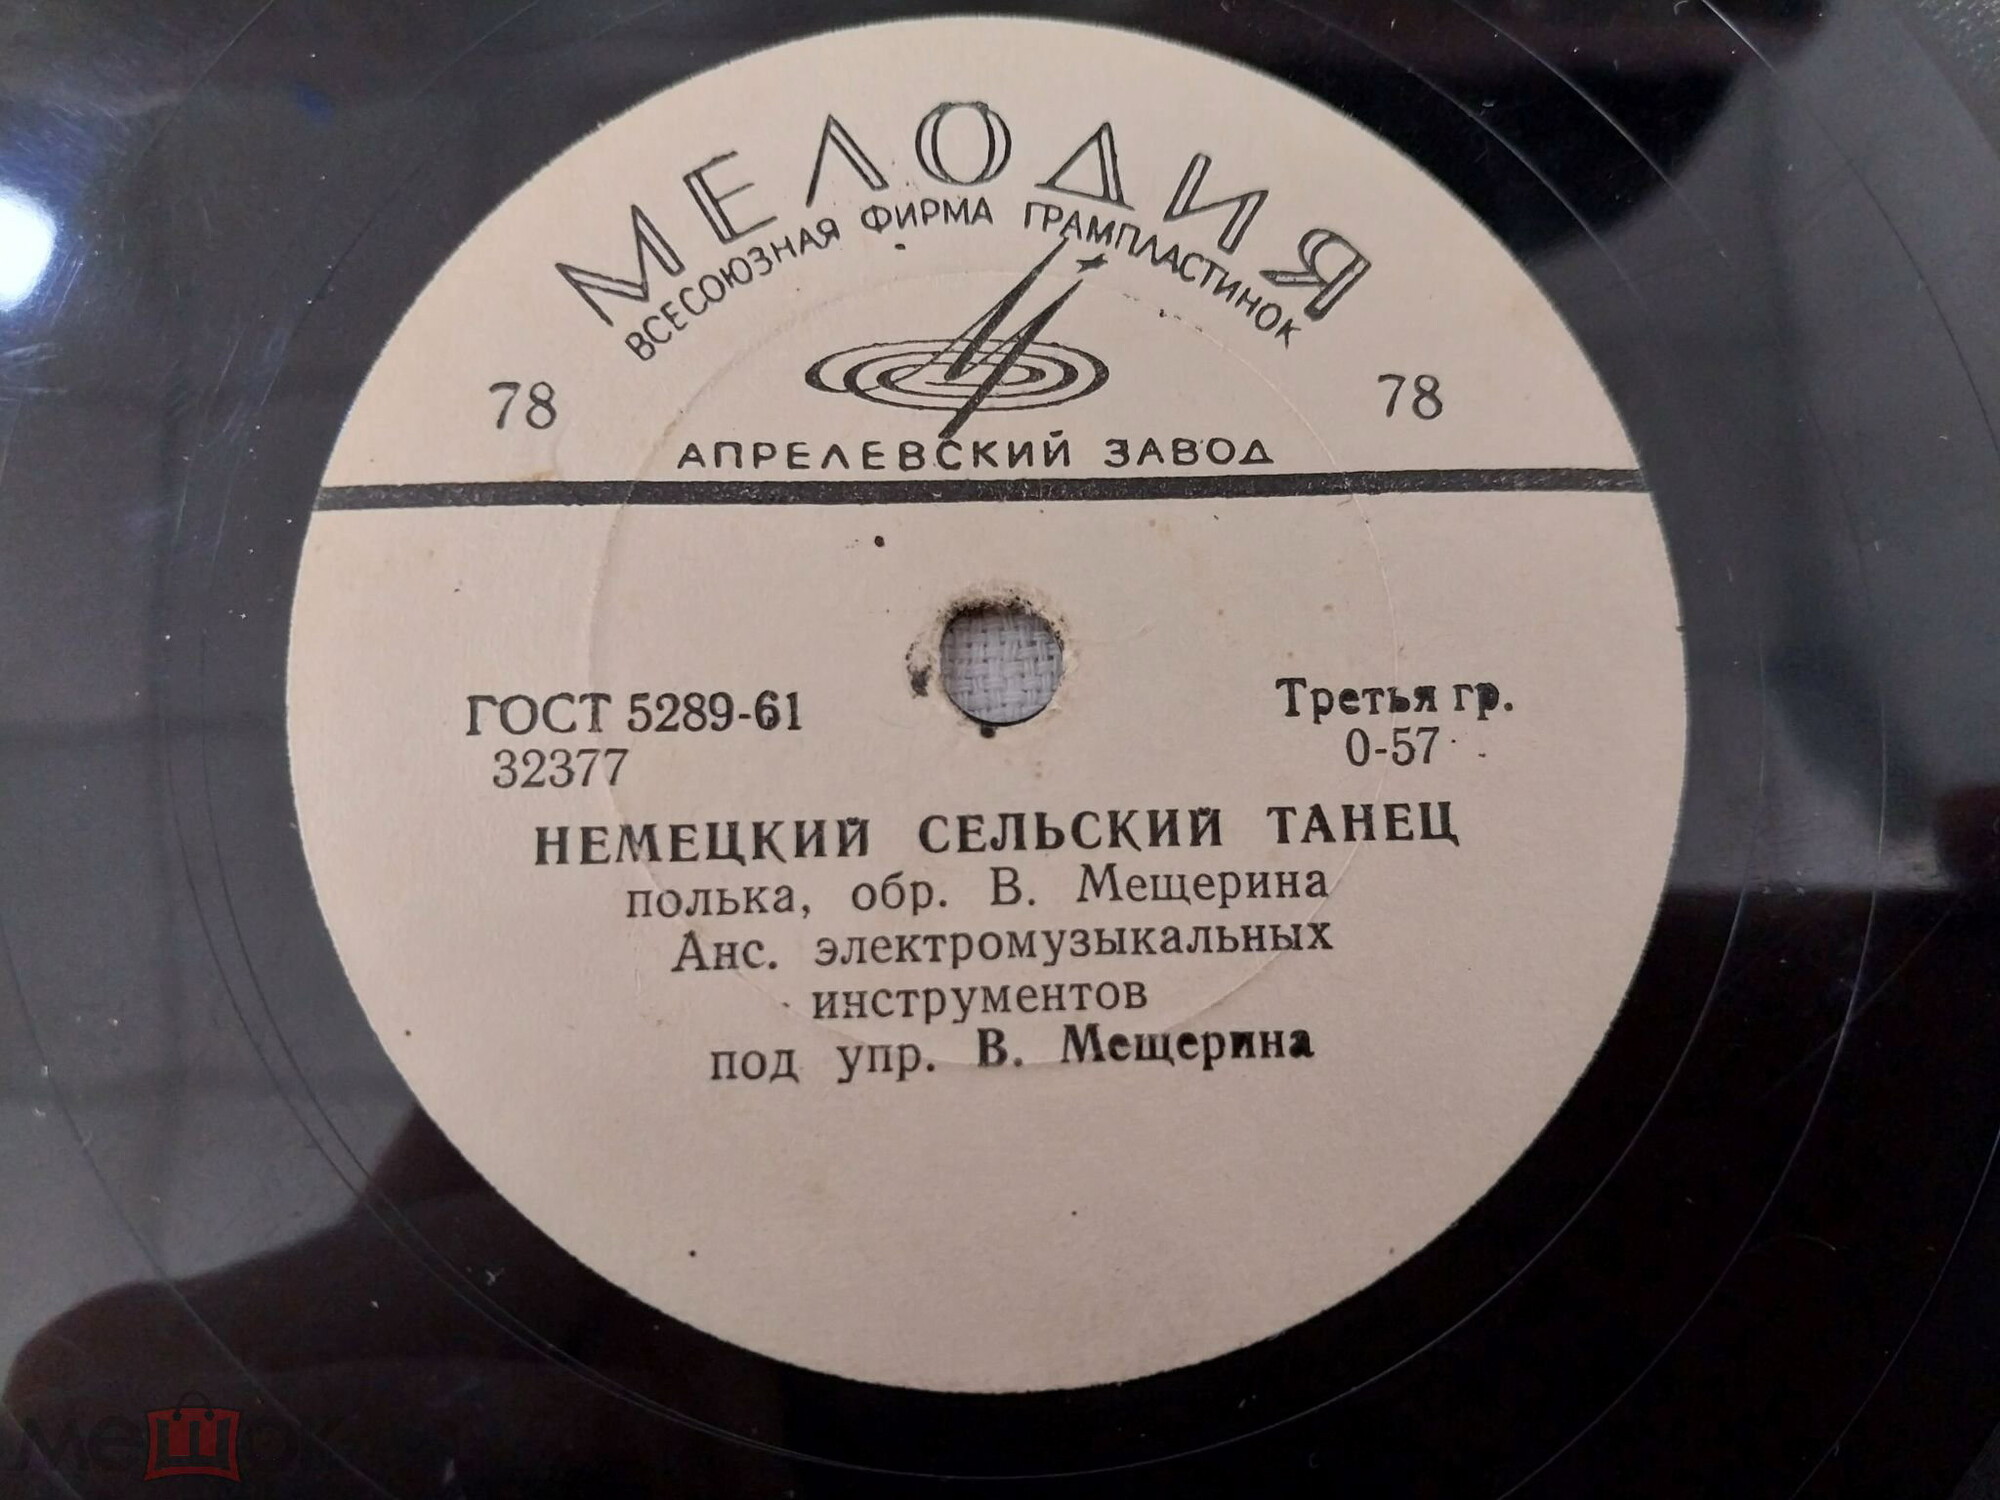 МЕЛОДИЯ
ВСЕСОЮЗНАЯ ФИРМА ГРАМПЛАСТИНОК
78 78
АПРЕЛЕВСКИЙ ЗАВОД
ГОСТ 5289-61 Третья гр.
32377 0-57
НЕМЕЦКИЙ СЕЛЬСКИЙ ТАНЕЦ
полька, обр. В. Мещерина
Анс. электромузыкальных
инструментов
под упр. В. Мещерина
мешок